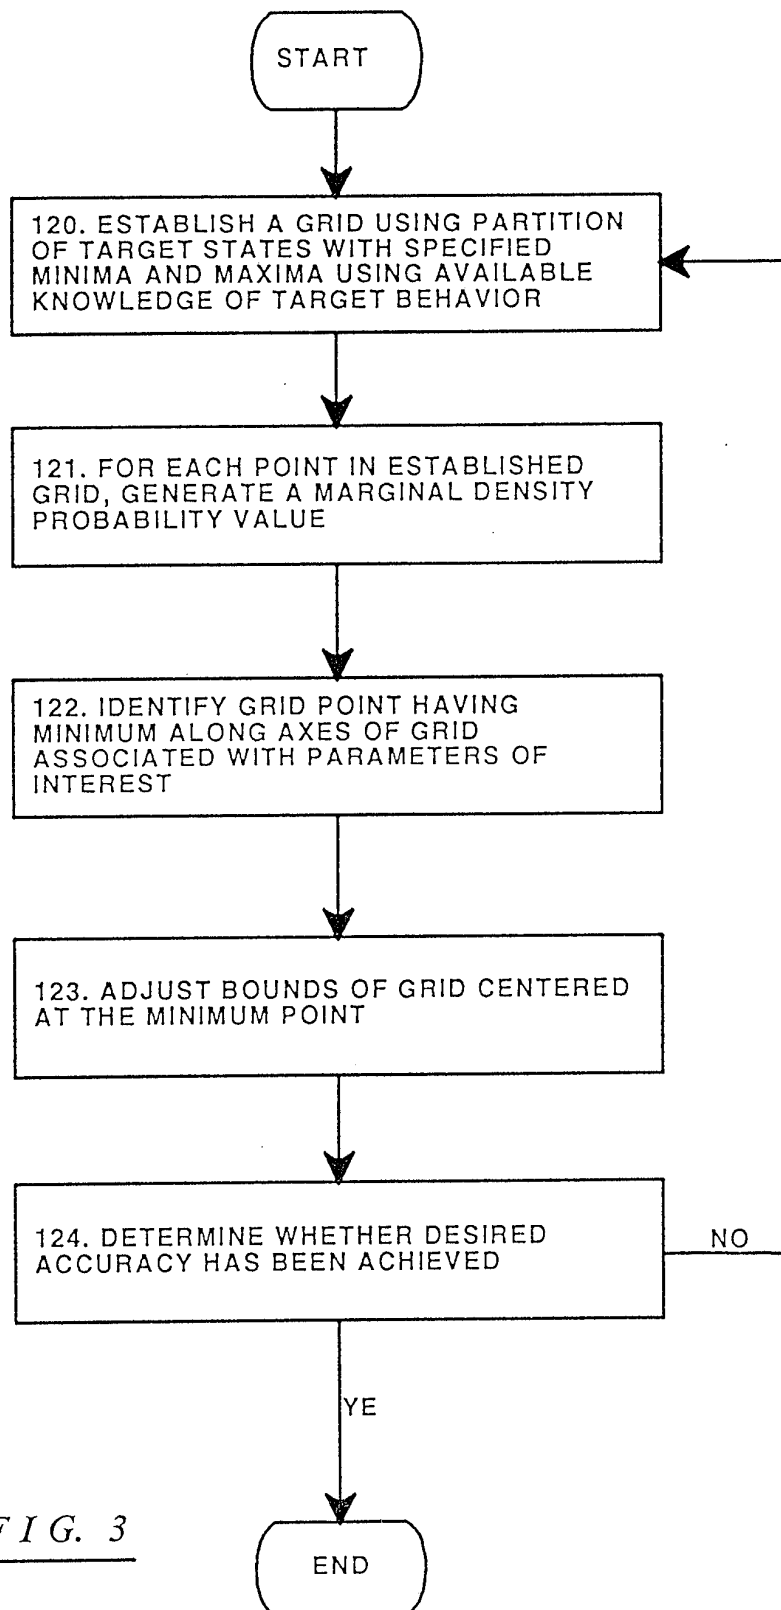 START
120. ESTABLISH A GRID USING PARTITION
OF TARGET STATES WITH SPECIFIED
MINIMA AND MAXIMA USING AVAILABLE
KNOWLEDGE OF TARGET BEHAVIOR
121. FOR EACH POINT IN ESTABLISHED
GRID, GENERATE A MARGINAL DENSITY
PROBABILITY VALUE
122. IDENTIFY GRID POINT HAVING
MINIMUM ALONG AXES OF GRID
ASSOCIATED WITH PARAMETERS OF
INTEREST
123. ADJUST BOUNDS OF GRID CENTERED
AT THE MINIMUM POINT
124. DETERMINE WHETHER DESIRED
ACCURACY HAS BEEN ACHIEVED
NO
YE
FIG. 3
END